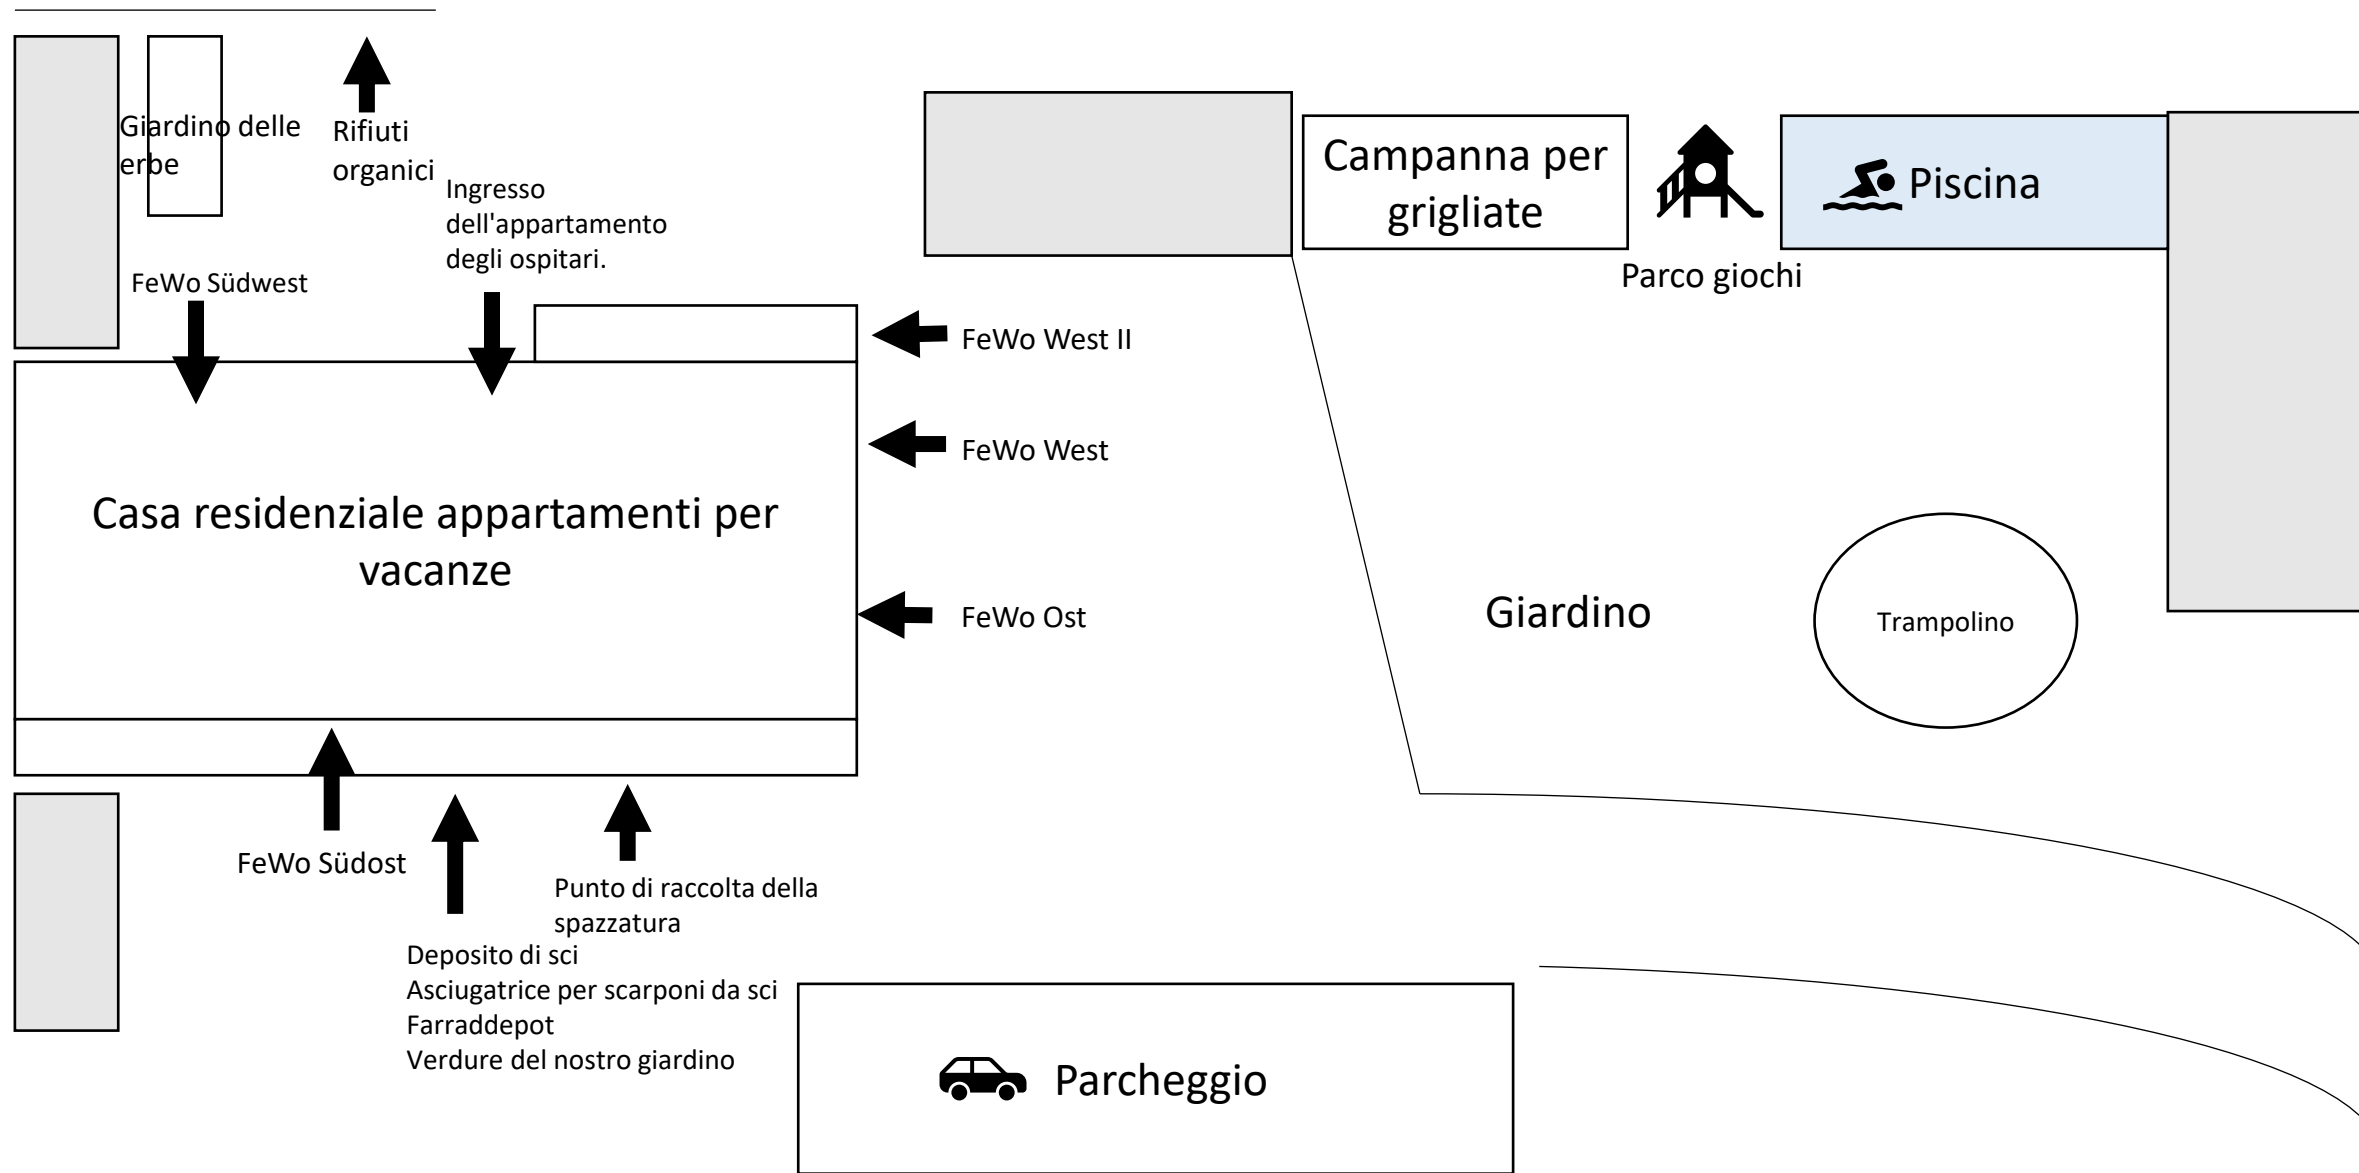 Giardino delle
erbe
Rifiuti
organici
Ingresso
dell'appartamento
degli ospitari.
FeWo Südwest
Campanna per
grigliate
Piscina
Parco giochi
FeWo West II
FeWo West
Casa residenziale appartamenti per
vacanze
FeWo Ost
Giardino
Trampolino
FeWo Südost
Punto di raccolta della
spazzatura
Deposito di sci
Asciugatrice per scarponi da sci
Farraddepot
Verdure del nostro giardino
Parcheggio